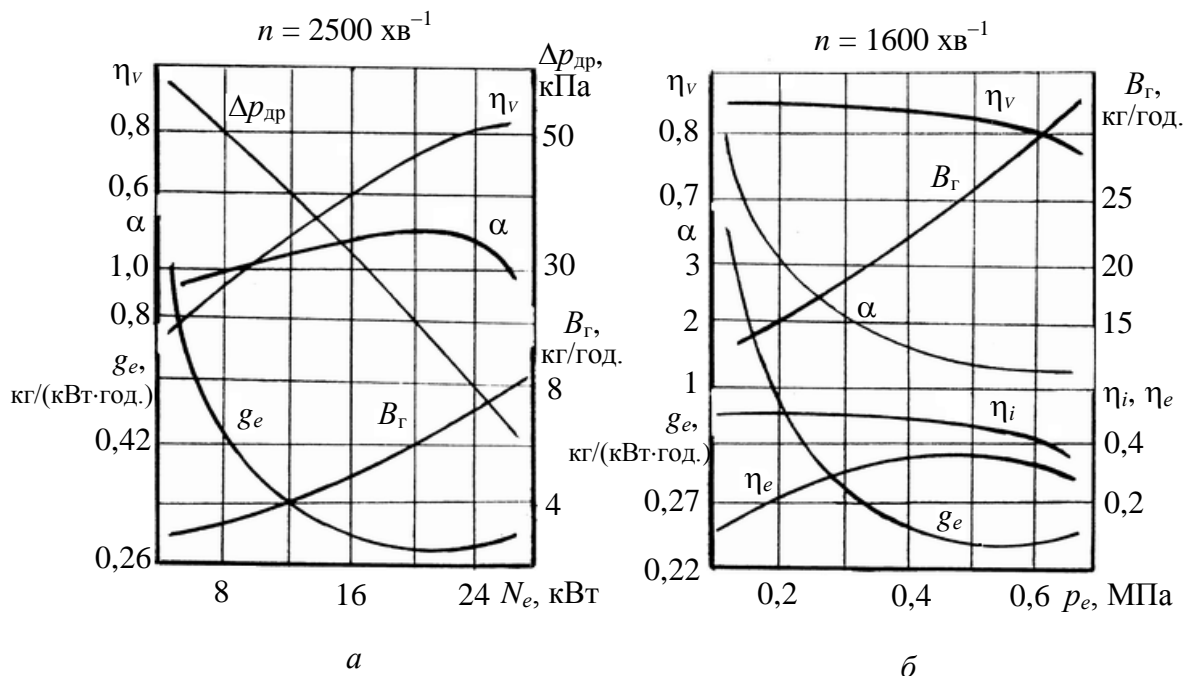 n = 2500 хв⁻¹
η_V
Δp_др,
кПа
Δp_др
η_V
0,8
50
0,6
α
α
1,0
30
0,8
B_г,
кг/год.
g_e,
кг/(кВт·год.)
8
g_e
B_г
0,42
4
0,26
8
16
24
N_e, кВт
а
n = 1600 хв⁻¹
η_V
B_г,
кг/год.
η_V
0,8
B_г
0,7
25
α
3
20
α
2
15
1
η_i, η_e
g_e,
кг/(кВт·год.)
η_i
0,4
η_e
0,27
g_e
0,2
0,22
0,2
0,4
0,6
p_e, МПа
б